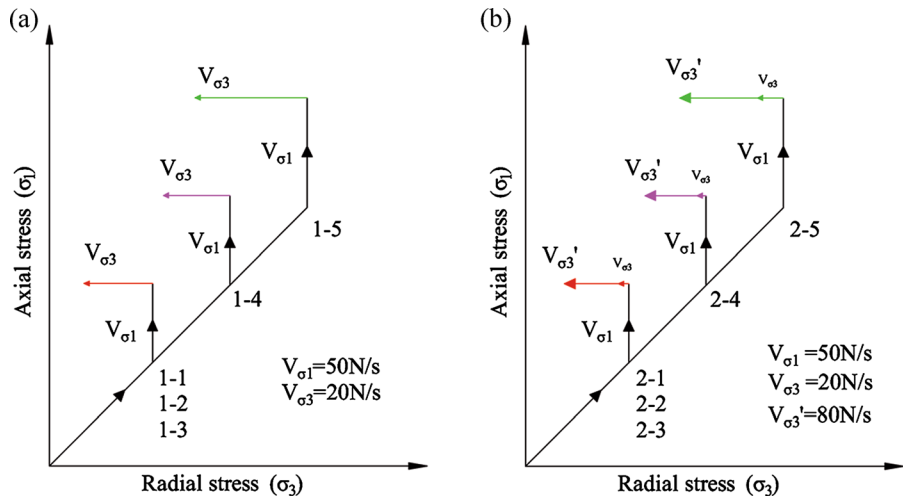 (a)
Axial stress (σ1)
Vσ3
Vσ1
1-5
Vσ3
Vσ1
1-4
Vσ3
Vσ1
1-1
1-2
1-3
Vσ1=50N/s
Vσ3=20N/s
Radial stress (σ3)
(b)
Axial stress (σ1)
Vσ3'
Vσ3
Vσ1
2-5
Vσ3'
Vσ3
Vσ1
2-4
Vσ3'
Vσ3
Vσ1
2-1
2-2
2-3
Vσ1=50N/s
Vσ3=20N/s
Vσ3'=80N/s
Radial stress (σ3)